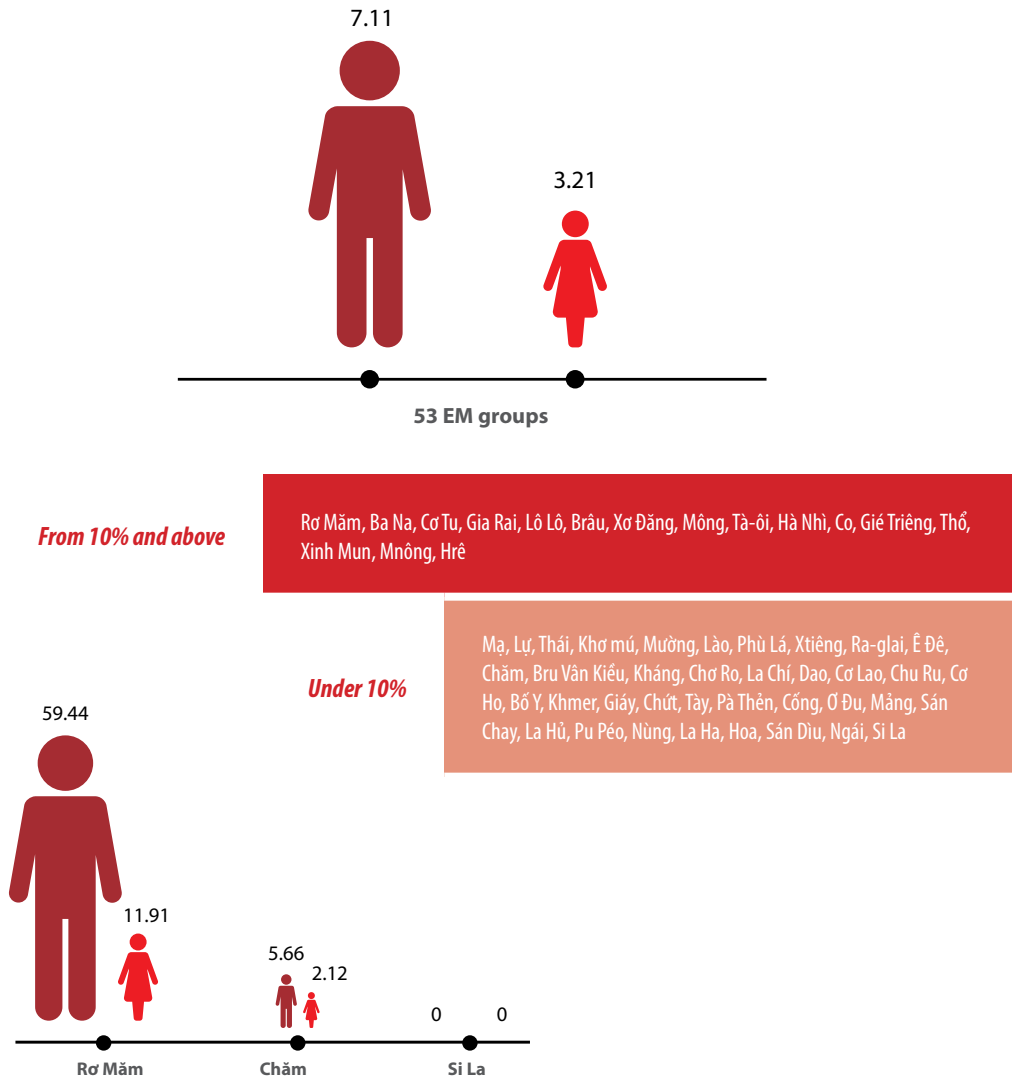 7.11
3.21
53 EM groups
From 10% and above
Rơ Măm, Ba Na, Cơ Tu, Gia Rai, Lô Lô, Brâu, Xơ Đăng, Mông, Tà-ôi, Hà Nhì, Co, Gié Triêng, Thổ,
Xinh Mun, Mnông, Hrê
Under 10%
Mạ, Lự, Thái, Khơ mú, Mường, Lào, Phù Lá, Xtiêng, Ra-glai, Ê Đê,
Chăm, Bru Vân Kiều, Kháng, Chơ Ro, La Chí, Dao, Cơ Lao, Chu Ru, Cơ
Ho, Bố Y, Khmer, Giáy, Chứt, Tày, Pà Thẻn, Cống, Ơ Đu, Mảng, Sán
Chay, La Hủ, Pu Péo, Nùng, La Ha, Hoa, Sán Dìu, Ngái, Si La
59.44
11.91
5.66
2.12
0 0
Rơ Măm Chăm Si La